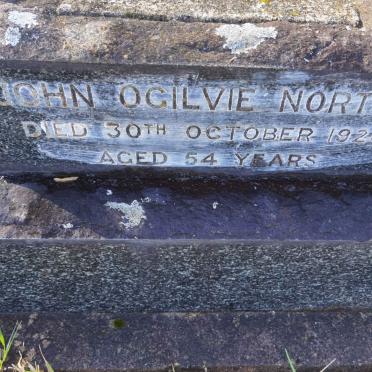 JOHN OGILVIE NORT
DIED 30TH OCTOBER 192
AGED 54 YEARS